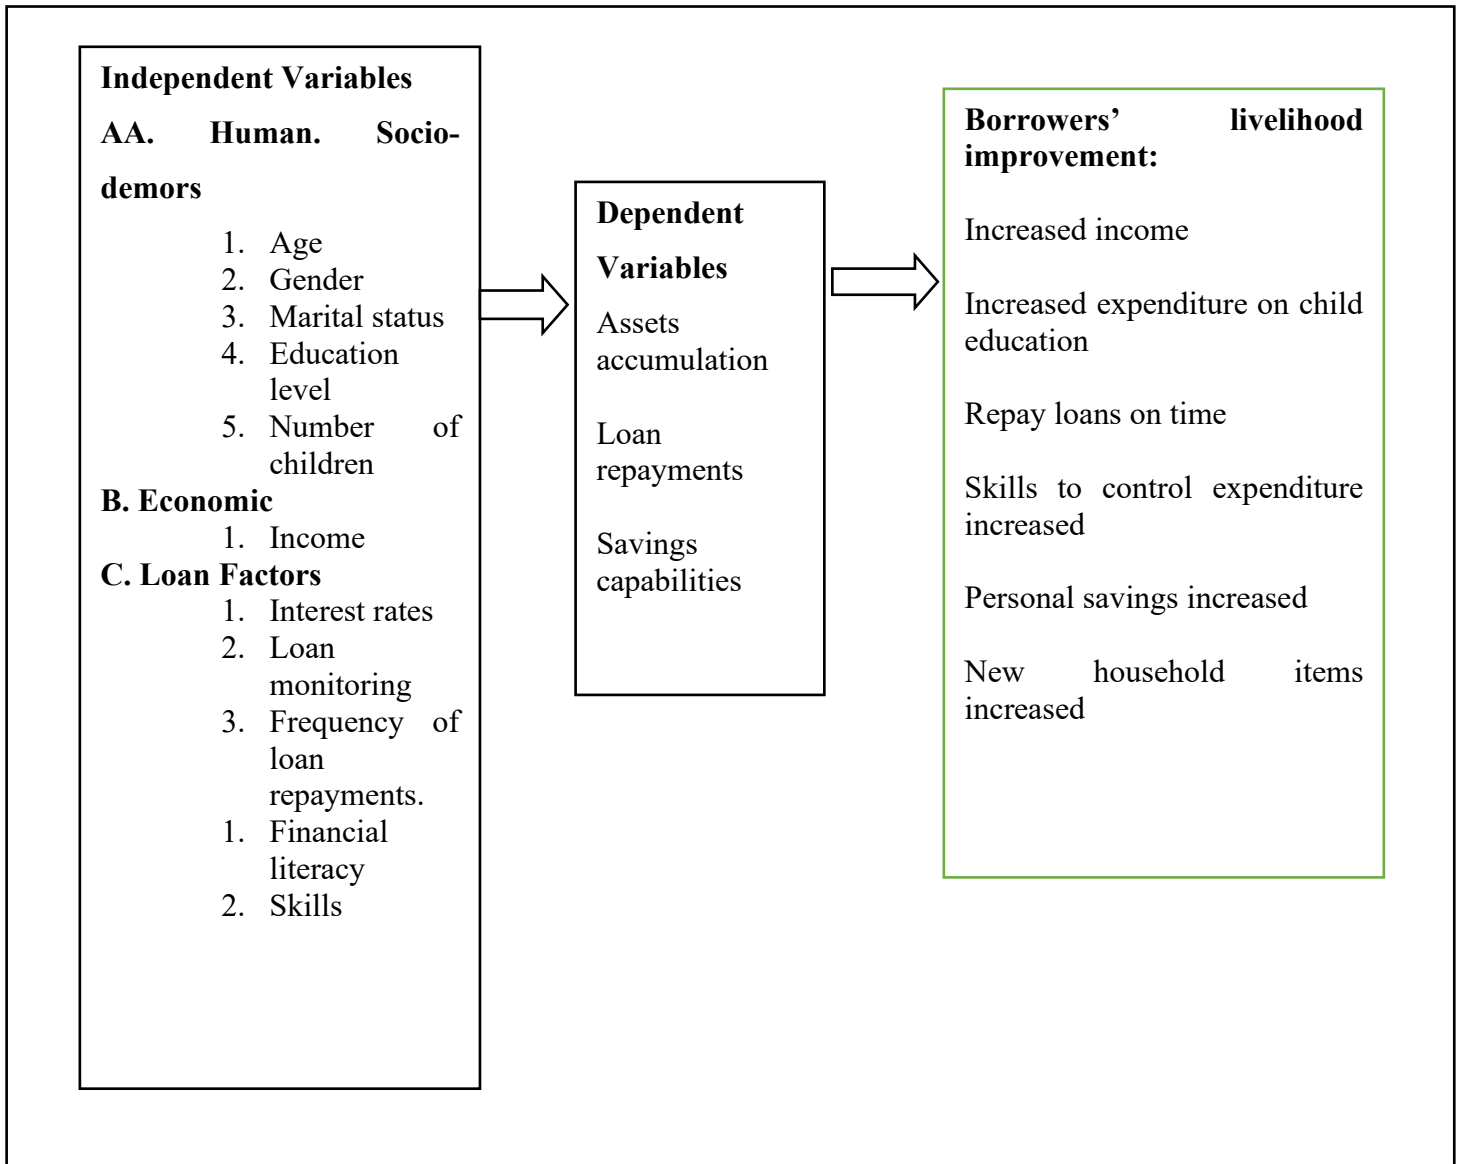 Independent Variables
AA. Human. Socio-
demors
1. Age
2. Gender
3. Marital status
4. Education
level
5. Number of
children
B. Economic
1. Income
C. Loan Factors
1. Interest rates
2. Loan
monitoring
3. Frequency of
loan
repayments.
1. Financial
literacy
2. Skills
Dependent
Variables
Assets
accumulation
Loan
repayments
Savings
capabilities
Borrowers’ livelihood
improvement:
Increased income
Increased expenditure on child
education
Repay loans on time
Skills to control expenditure
increased
Personal savings increased
New household items
increased